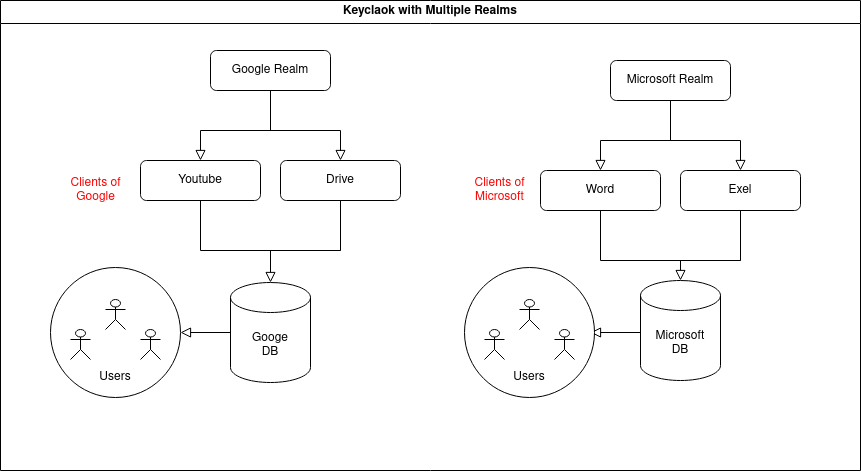 Keyclaok with Multiple Realms
Google Realm
Microsoft Realm
Clients of
Google
Youtube
Drive
Clients of
Microsoft
Word
Exel
Googe
DB
Users
Microsoft
DB
Users